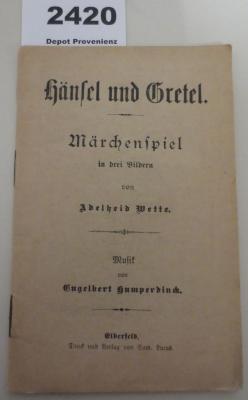 2420
Depot Provenienz
Hänsel und Gretel.
Märchenspiel
in drei Bildern
von
Adelheid Wette.
Musik
von
Engelbert Humperdinck.
Elberfeld,
Druck und Verlag von Sam. Lucas.